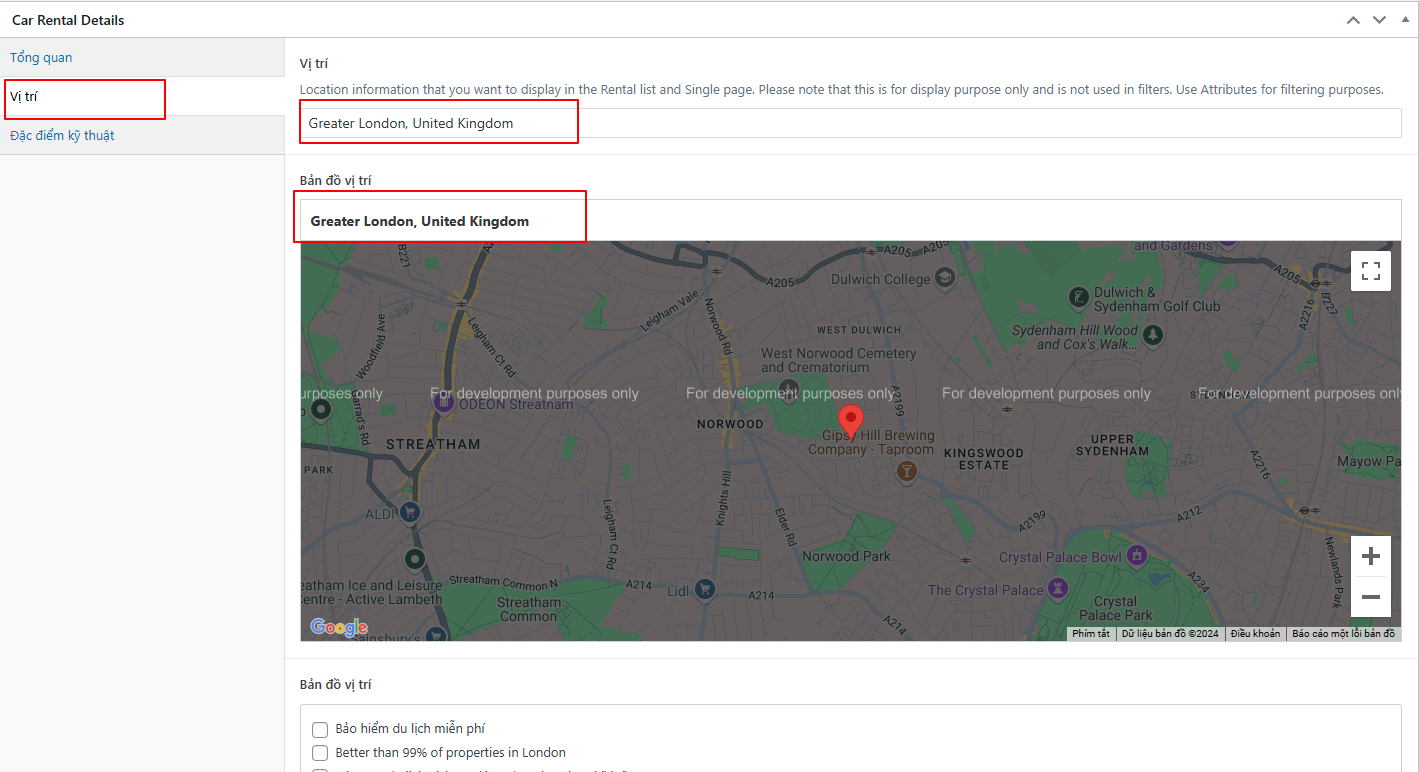 Car Rental Details
Tổng quan
Vị trí
Đặc điểm kỹ thuật
Vị trí
Location information that you want to display in the Rental list and Single page. Please note that this is for display purpose only and is not used in filters. Use Attributes for filtering purposes.
Greater London, United Kingdom
Bản đồ vị trí
Greater London, United Kingdom
B221
A205
A205
A205
and Gardens
A205
Dulwich College
Dulwich &
Sydenham Golf Club
A2216
B227
Leigham Vale
Norwood Rd
Woodfield Ave
Leigham Ct Rd
WEST DULWICH
Sydenham Hill Wood
and Cox's Walk...
West Norwood Cemetery
and Crematorium
urposes only
For development purposes only
For development purposes only
For development purposes only
For development purposes only
ODEON Streatham
A2199
NORWOOD
STREATHAM
Gipsy Hill Brewing
Company - Taproom
KINGSWOOD
ESTATE
UPPER
SYDENHAM
PARK
A2216
Mayow Pa
ALDI
Knights Hill
Elder Rd
Leigham Ct Rd
A2199
A212
Newlands Park
Norwood Park
Crystal Palace Bowl
Streatham Common N
A214
Lidl
A214
A234
eatham Ice and Leisure
Centre - Active Lambeth
Streatham
Common
The Crystal Palace
Crystal
Palace Park
A214
Sainsbury's
Google
Phím tắt
Dữ liệu bản đồ ©2024
Điều khoản
Báo cáo một lỗi bản đồ
Bản đồ vị trí
Bảo hiểm du lịch miễn phí
Better than 99% of properties in London